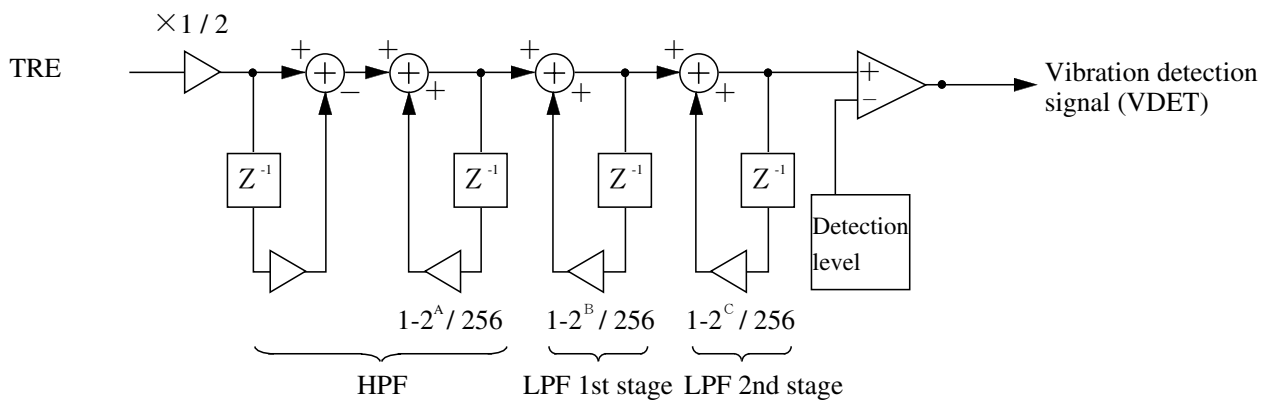 ×1 / 2
TRE
+
+
+
−
+
+
+
+
+
+
+
+
+
−
Vibration detection
signal (VDET)
Z⁻¹
Z⁻¹
Z⁻¹
Z⁻¹
Detection
level
1-2ᴬ / 256
1-2ᴮ / 256
1-2ᶜ / 256
HPF
LPF 1st stage
LPF 2nd stage